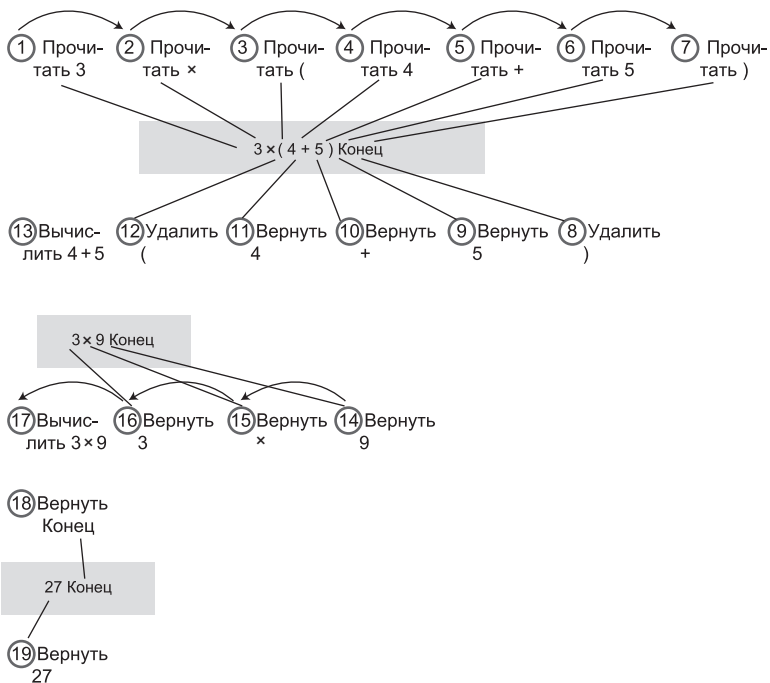 1 Прочи- 2 Прочи- 3 Прочи- 4 Прочи- 5 Прочи- 6 Прочи- 7 Прочи-
тать 3 тать × тать ( тать 4 тать + тать 5 тать )
3 × ( 4 + 5 ) Конец
13 Вычис- 12 Удалить 11 Вернуть 10 Вернуть 9 Вернуть 8 Удалить
лить 4 + 5 ( 4 + 5 )
3 × 9 Конец
17 Вычис- 16 Вернуть 15 Вернуть 14 Вернуть
лить 3 × 9 3 × 9
18 Вернуть
Конец
27 Конец
19 Вернуть
27